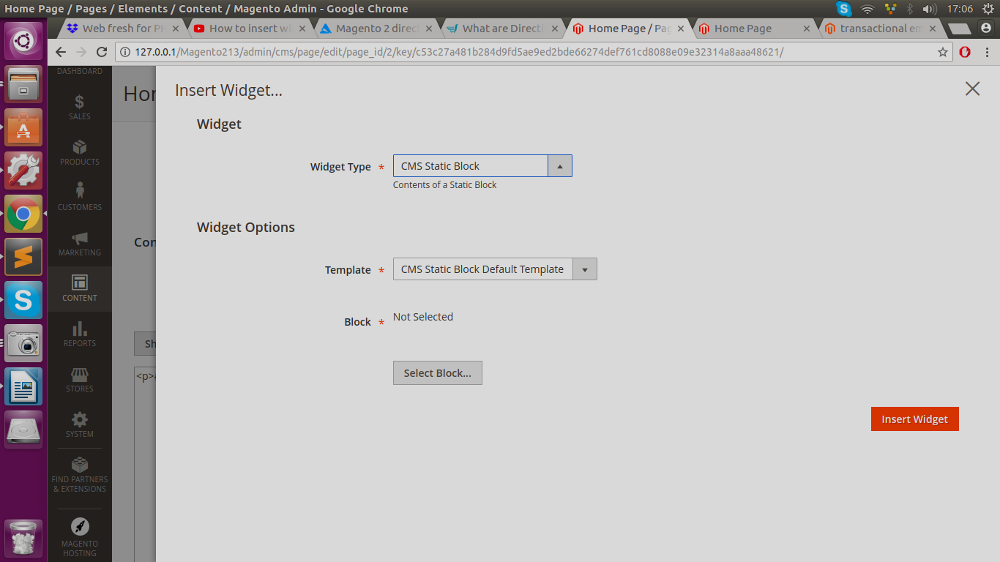 Home Page / Pages / Elements / Content / Magento Admin - Google Chrome
17:06
Web fresh for PH
How to insert wi
Magento 2 direc
What are Directi
Home Page / Pag
Home Page
transactional em
127.0.0.1/Magento213/admin/cms/page/edit/page_id/2/key/c53c27a481b284d9fd5ae9ed2bde66274def761cd8088e09e32314a8aaa48621/
DASHBOARD
SALES
PRODUCTS
CUSTOMERS
MARKETING
CONTENT
REPORTS
STORES
SYSTEM
FIND PARTNERS
& EXTENSIONS
MAGENTO
HOSTING
Hor
Con
Sh
<p>
Insert Widget...
Widget
Widget Type *
CMS Static Block
Contents of a Static Block
Widget Options
Template *
CMS Static Block Default Template
Block *
Not Selected
Select Block...
Insert Widget